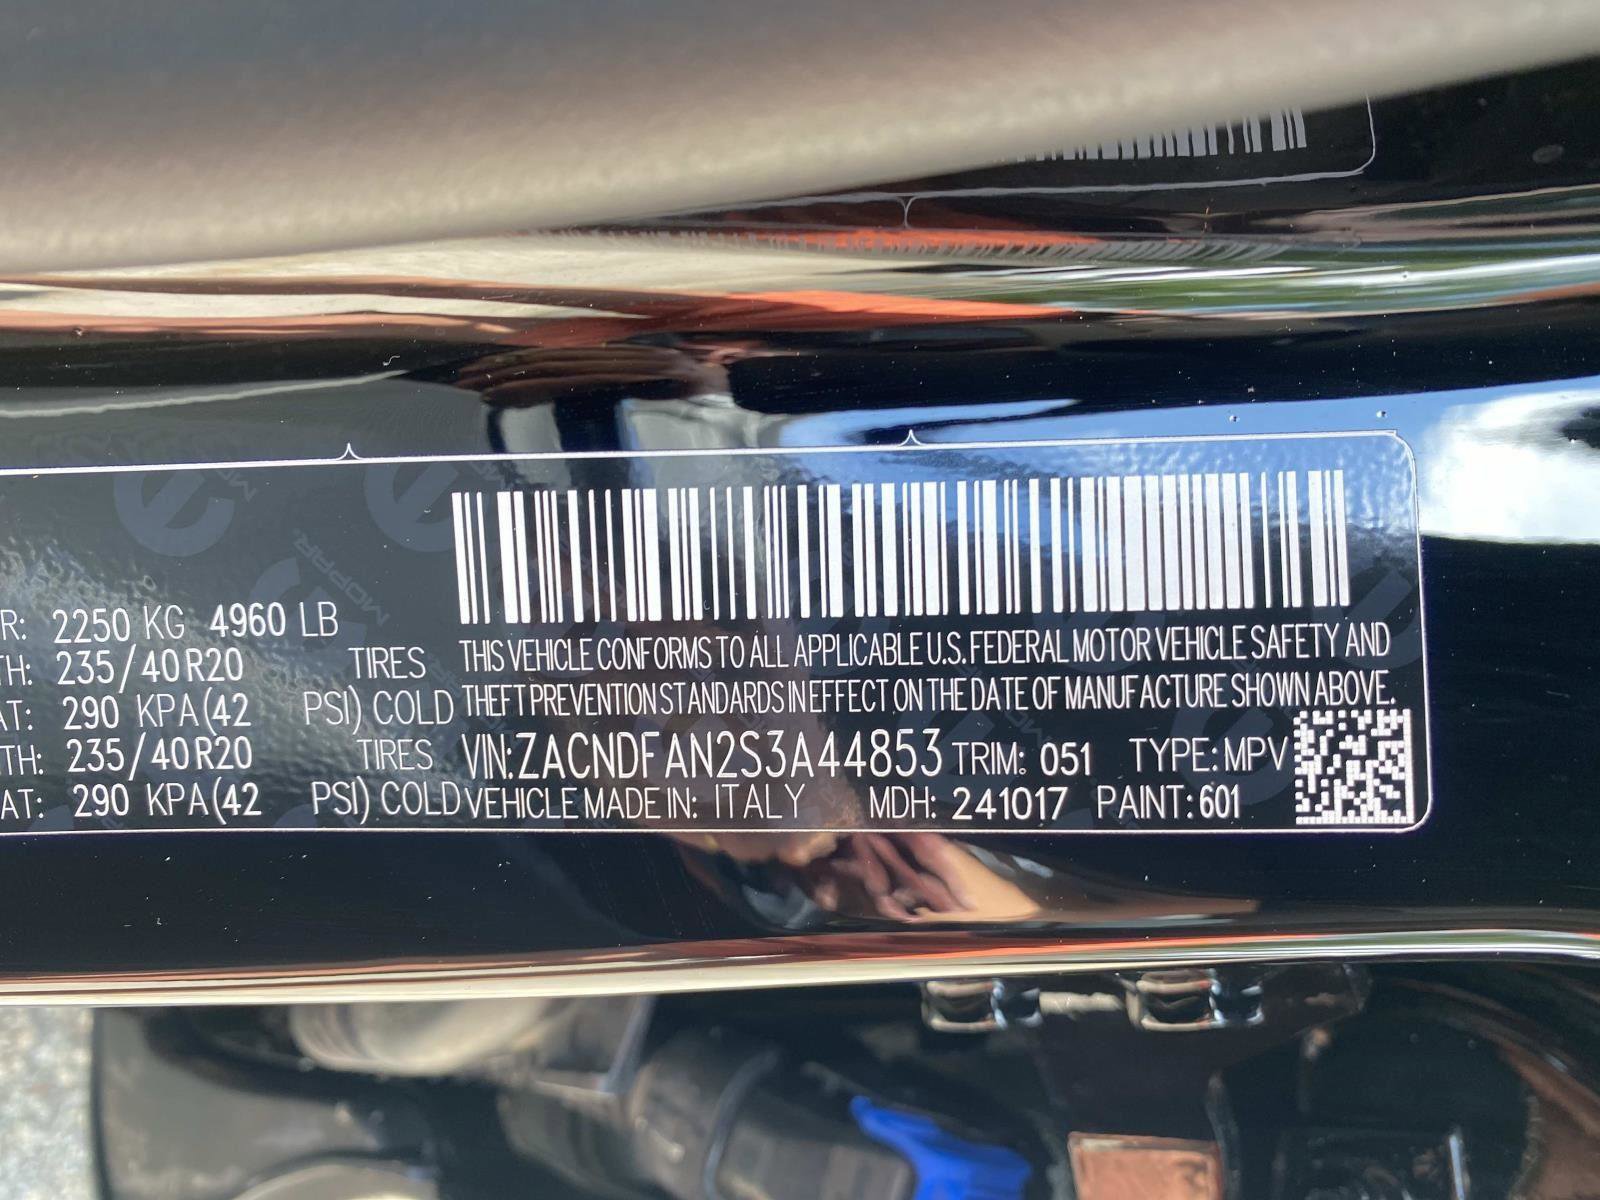 R: 2250 KG 4960 LB
TH: 235/40R20 TIRES
AT: 290 KPA(42 PSI) COLD
TH: 235/40R20 TIRES
AT: 290 KPA(42 PSI) COLD
THIS VEHICLE CONFORMS TO ALL APPLICABLE U.S. FEDERAL MOTOR VEHICLE SAFETY AND
THEFT PREVENTION STANDARDS IN EFFECT ON THE DATE OF MANUFACTURE SHOWN ABOVE.
VIN:ZACNDFAN2S3A44853 TRIM: 051 TYPE: MPV
VEHICLE MADE IN: ITALY MDH: 241017 PAINT: 601
MOPAR
MOPAR